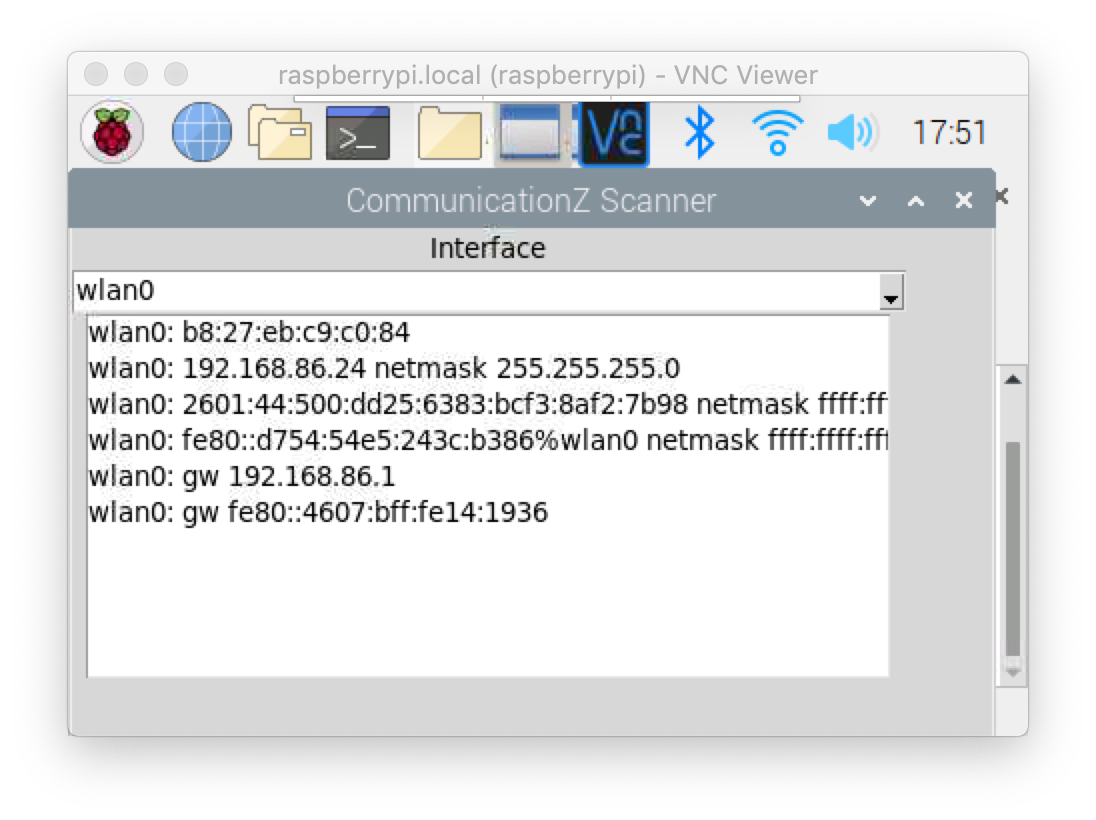 raspberrypi.local (raspberrypi) - VNC Viewer
>_ VNC 17:51
CommunicationZ Scanner
Interface
wlan0
wlan0: b8:27:eb:c9:c0:84
wlan0: 192.168.86.24 netmask 255.255.255.0
wlan0: 2601:44:500:dd25:6383:bcf3:8af2:7b98 netmask ffff:ff
wlan0: fe80::d754:54e5:243c:b386%wlan0 netmask ffff:ffff:fff
wlan0: gw 192.168.86.1
wlan0: gw fe80::4607:bff:fe14:1936